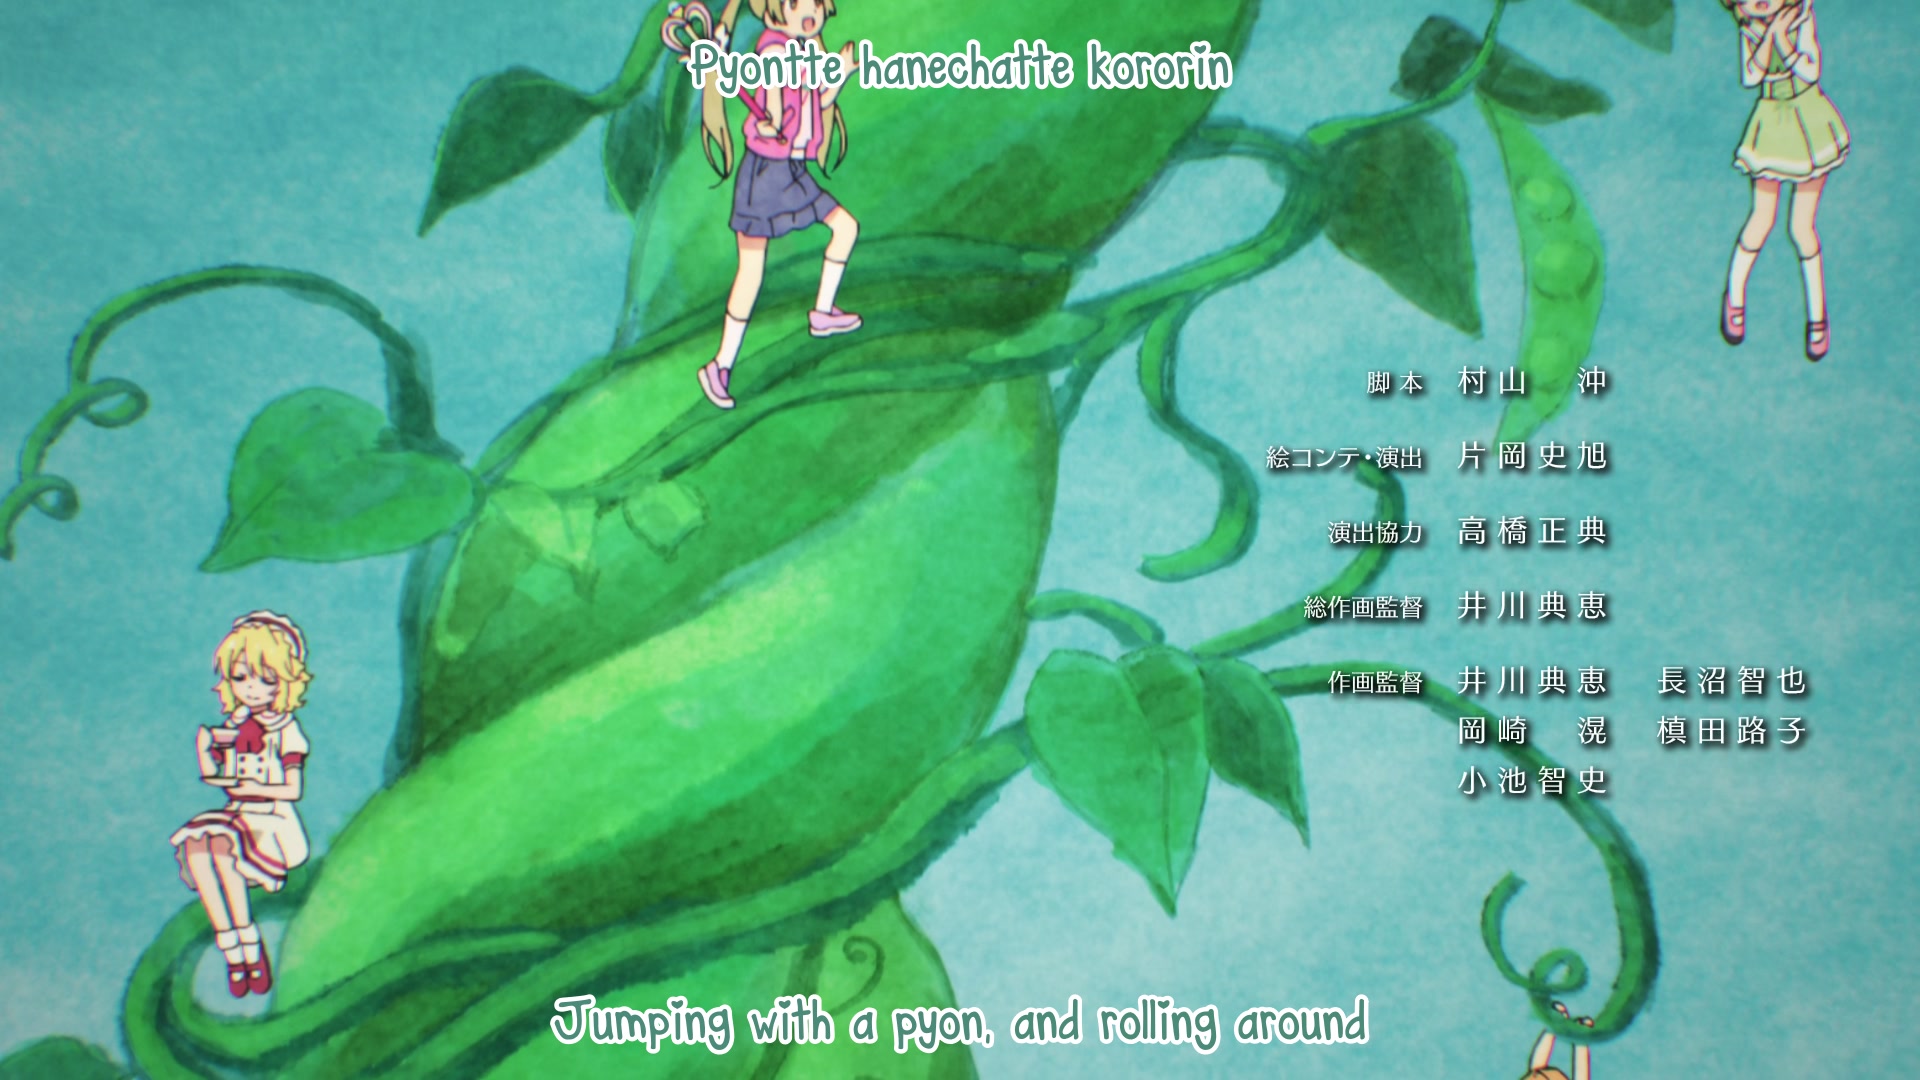 Pyontte hanechatte kororin
脚本 村山 沖
絵コンテ・演出 片岡史旭
演出協力 高橋正典
総作画監督 井川典恵
作画監督 井川典恵 長沼智也
岡崎 滉 槙田路子
小池智史
Jumping with a pyon, and rolling around